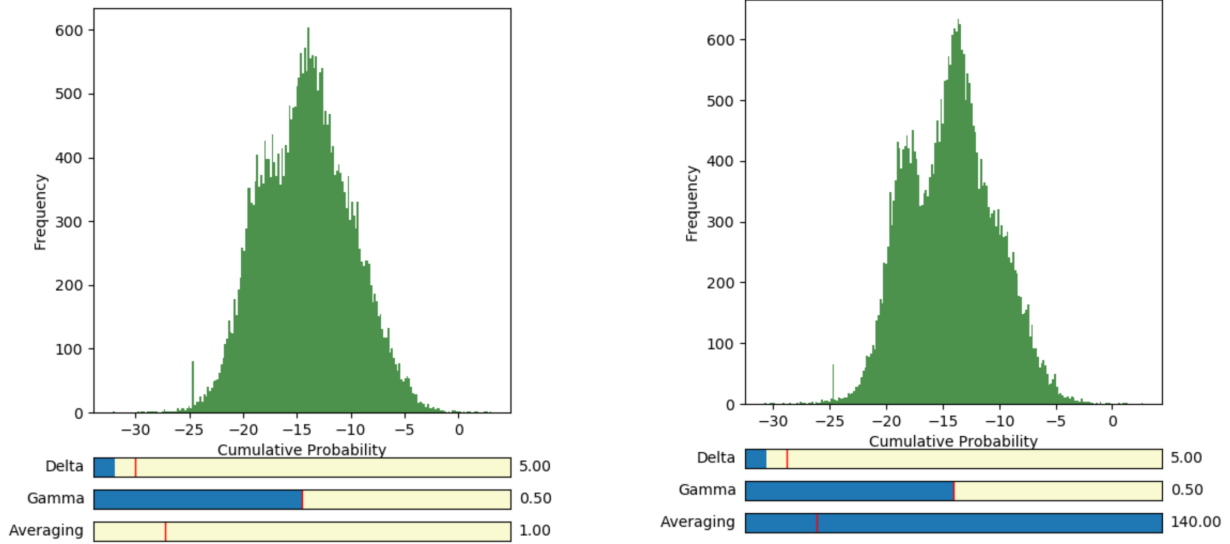 600
500
400
300
200
100
0
Frequency
−30 −25 −20 −15 −10 −5 0
Cumulative Probability
Delta 5.00
Gamma 0.50
Averaging 1.00
600
500
400
300
200
100
0
Frequency
−30 −25 −20 −15 −10 −5 0
Cumulative Probability
Delta 5.00
Gamma 0.50
Averaging 140.00